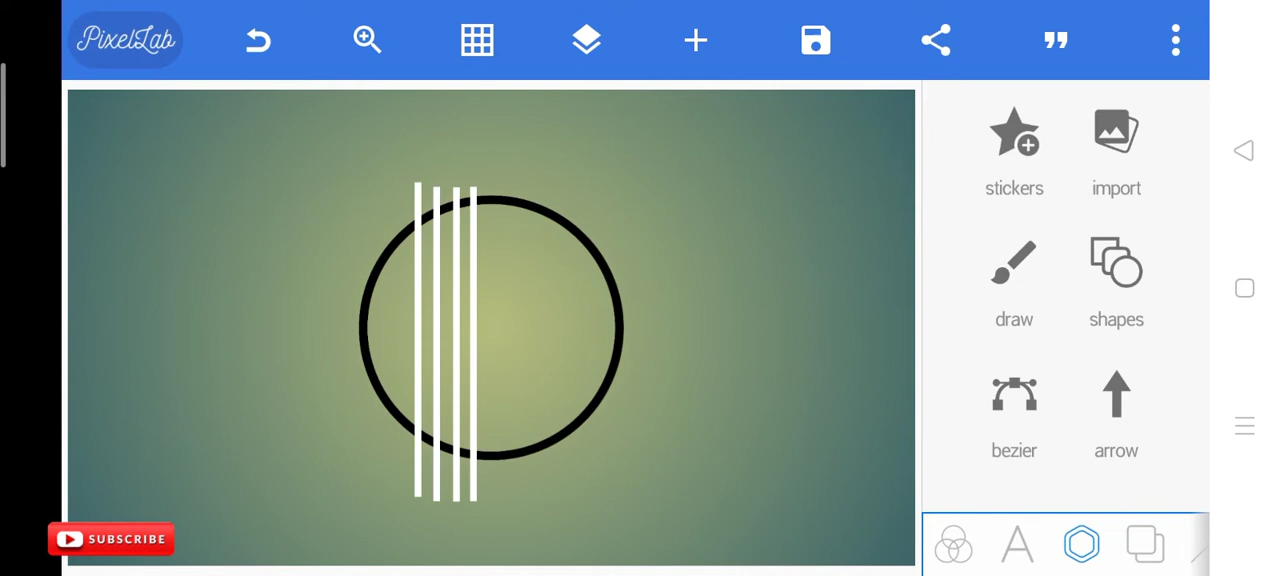 PixelLab
stickers
import
draw
shapes
bezier
arrow
SUBSCRIBE